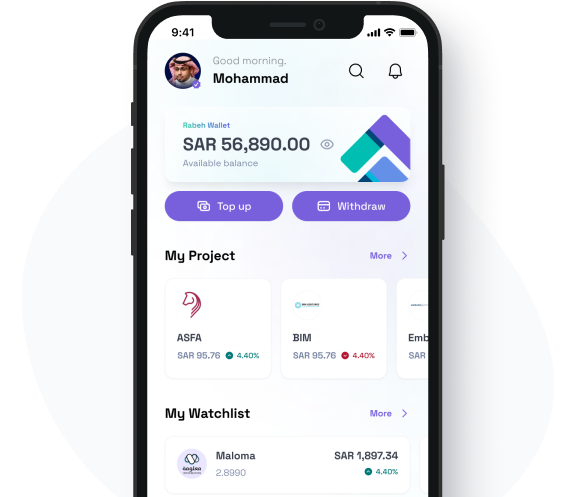 9:41
Good morning.
Mohammad
Rabeh Wallet
SAR 56,890.00
Available balance
Top up
Withdraw
My Project
More
ASFA
SAR 95.76 4.40%
BIM
SAR 95.76 4.40%
Emb
SAR
My Watchlist
More
Maloma
2.8990
SAR 1,897.34
4.40%